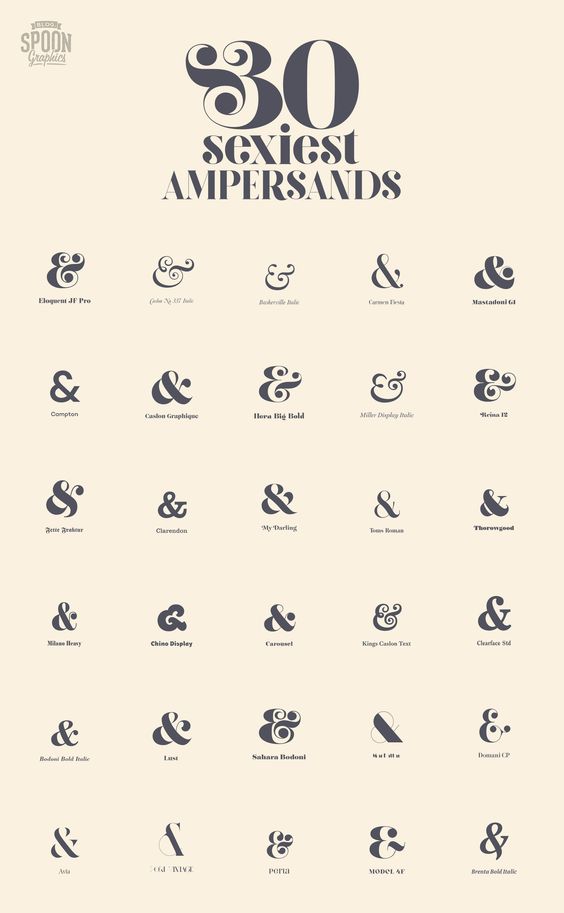 BLOG
SPOON
Graphics
30
sexiest
AMPERSANDS
& & & & &
Eloquent JF Pro Caslon No 337 Italic Baskerville Italic Carmen Fiesta Mastadoni G1
& & & & &
Compton Caslon Graphique Hera Big Bold Miller Display Italic Reina 12
& & & & &
Fette Fraktur Clarendon My Darling Toms Roman Thorowgood
& & & & &
Milano Heavy Chino Display Carousel Kings Caslon Text Clearface Std
& & & & &
Bodoni Bold Italic Lust Sahara Bodoni Domani CP
& & & & &
Avia VINTAGE Perla MODEL 4F Brenta Bold Italic